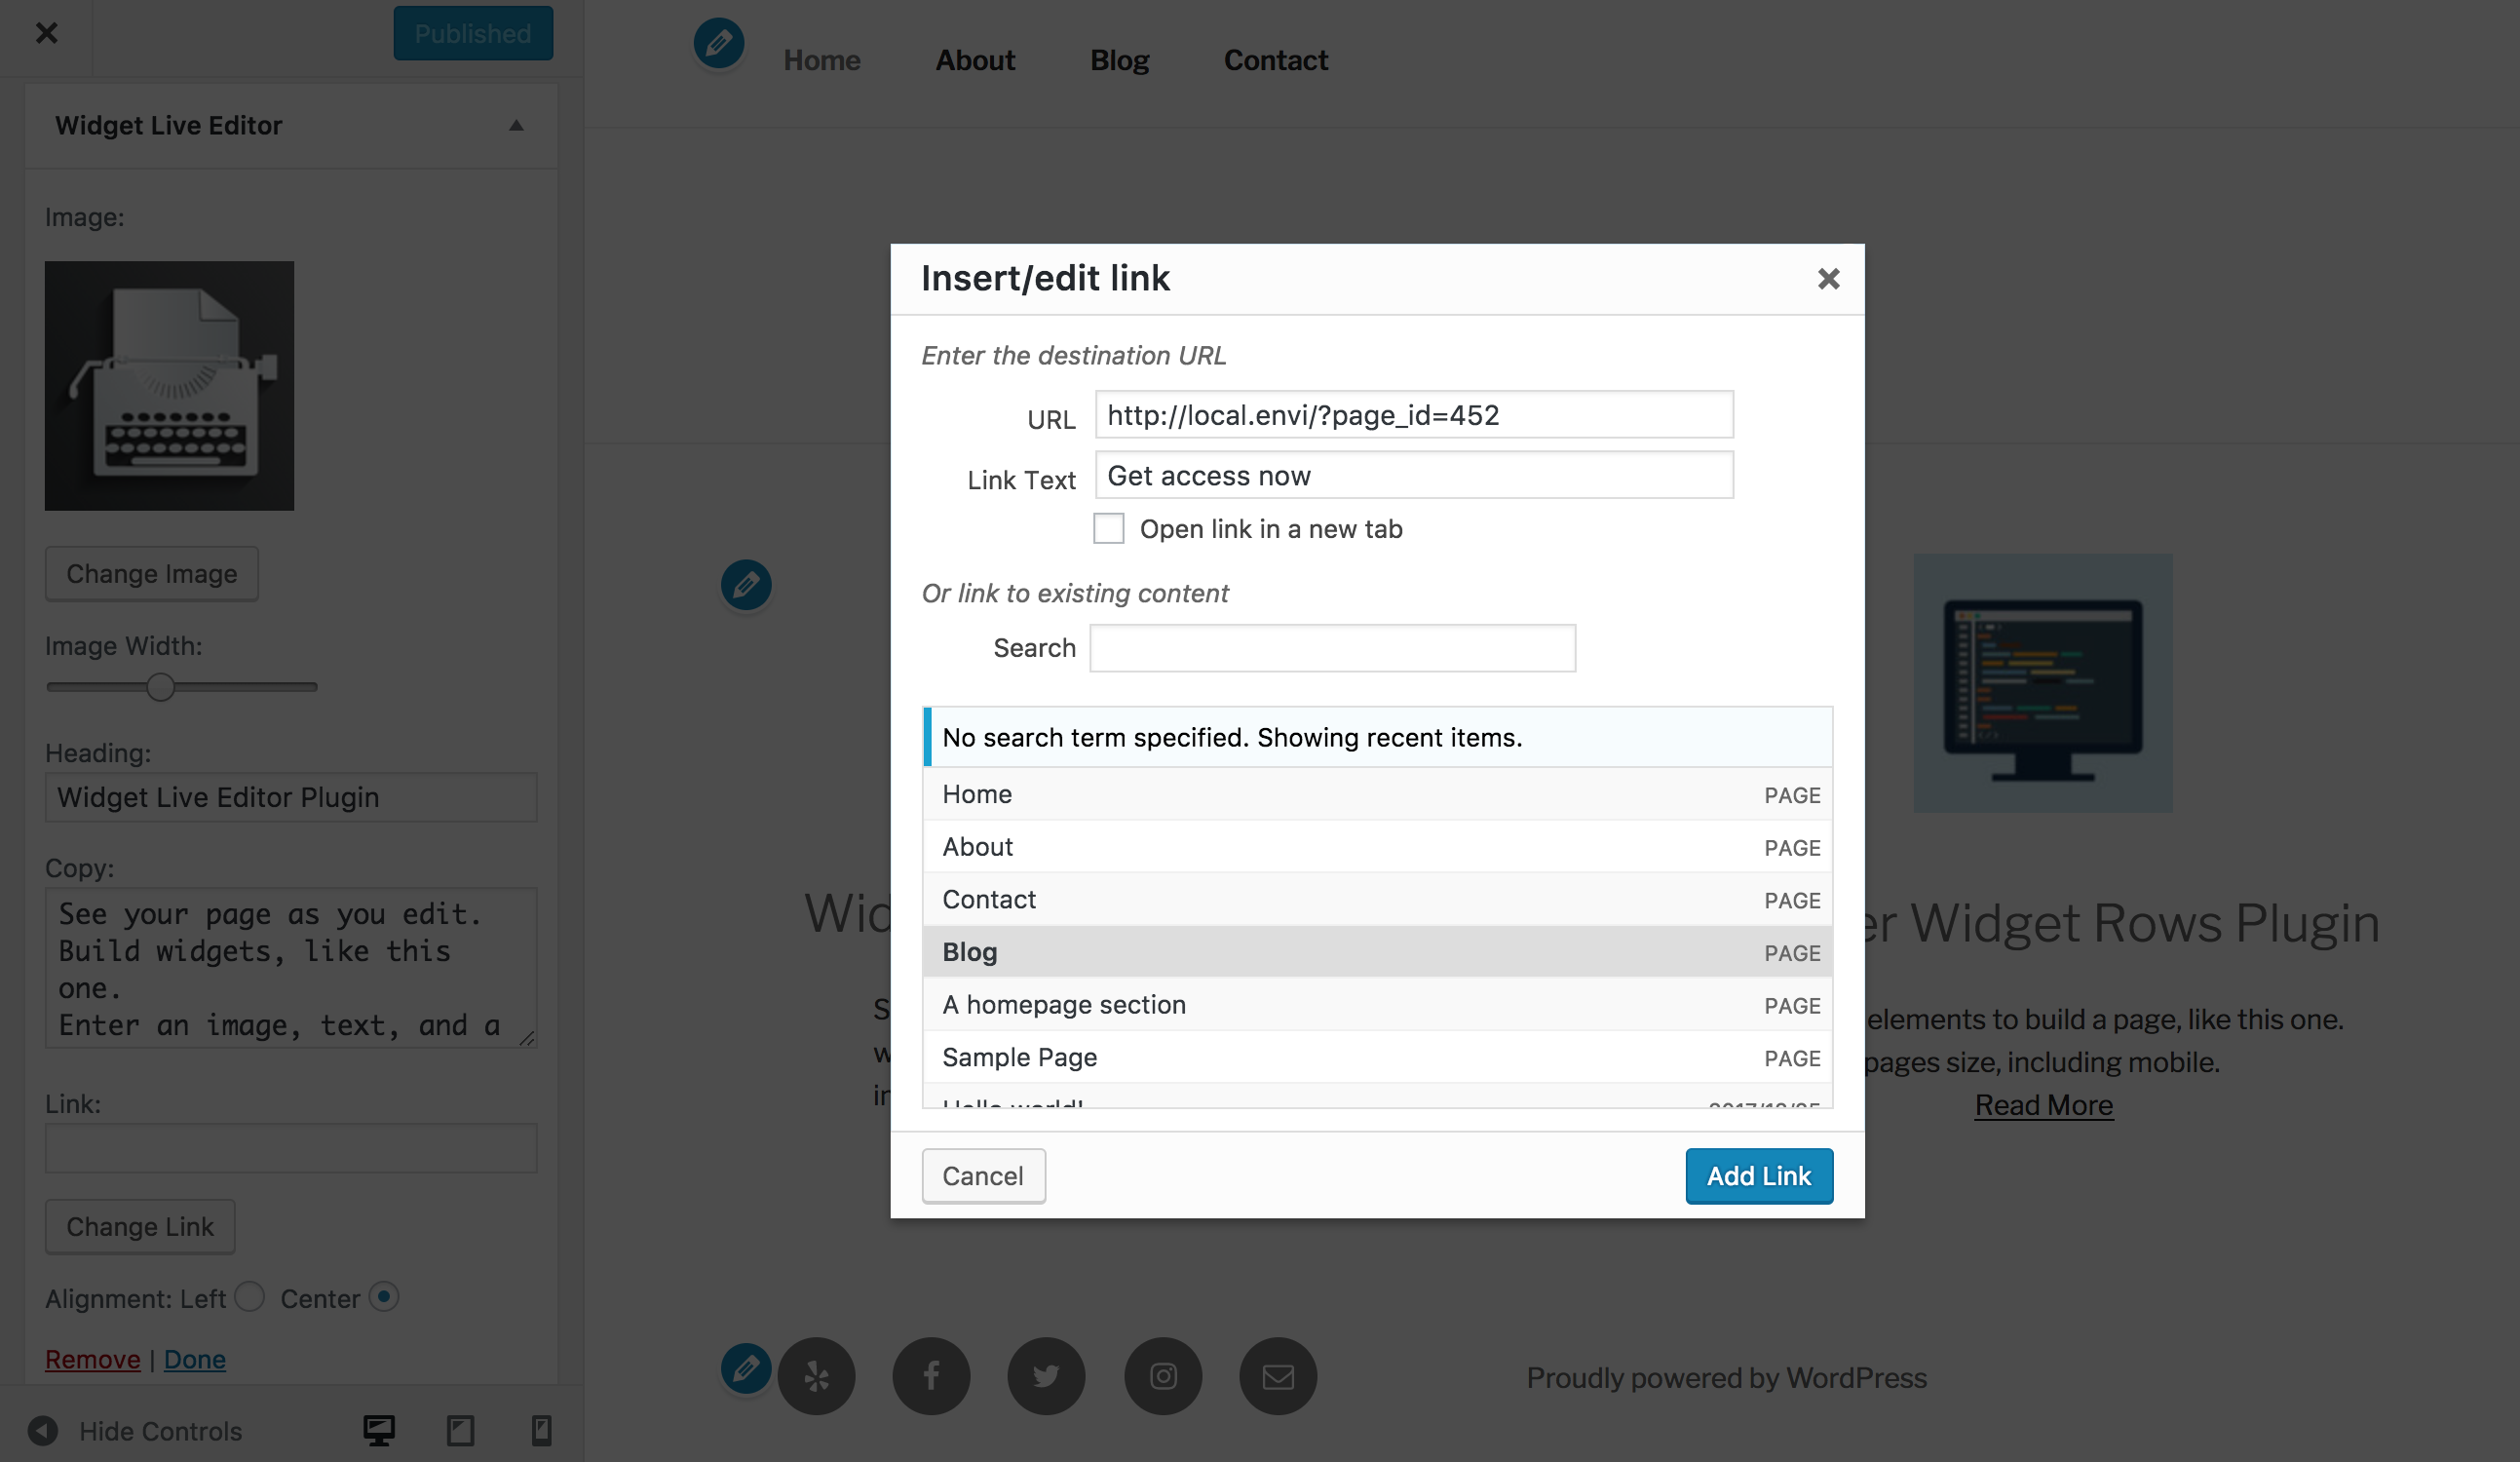 Published
Widget Live Editor
Image:
Change Image
Image Width:
Heading:
Widget Live Editor Plugin
Copy:
See your page as you edit.
Build widgets, like this
one.
Enter an image, text, and a
Link:
Change Link
Alignment: Left Center
Remove | Done
Hide Controls
Home About Blog Contact
Insert/edit link
Enter the destination URL
URL http://local.envi/?page_id=452
Link Text Get access now
Open link in a new tab
Or link to existing content
Search
No search term specified. Showing recent items.
Home PAGE
About PAGE
Contact PAGE
Blog PAGE
A homepage section PAGE
Sample Page PAGE
Hello world!
Cancel Add Link
Widget Rows Plugin
elements to build a page, like this one.
pages size, including mobile.
Read More
Proudly powered by WordPress